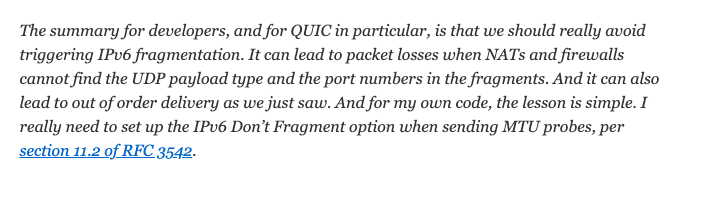 The summary for developers, and for QUIC in particular, is that we should really avoid
triggering IPv6 fragmentation. It can lead to packet losses when NATs and firewalls
cannot find the UDP payload type and the port numbers in the fragments. And it can also
lead to out of order delivery as we just saw. And for my own code, the lesson is simple. I
really need to set up the IPv6 Don’t Fragment option when sending MTU probes, per
section 11.2 of RFC 3542.